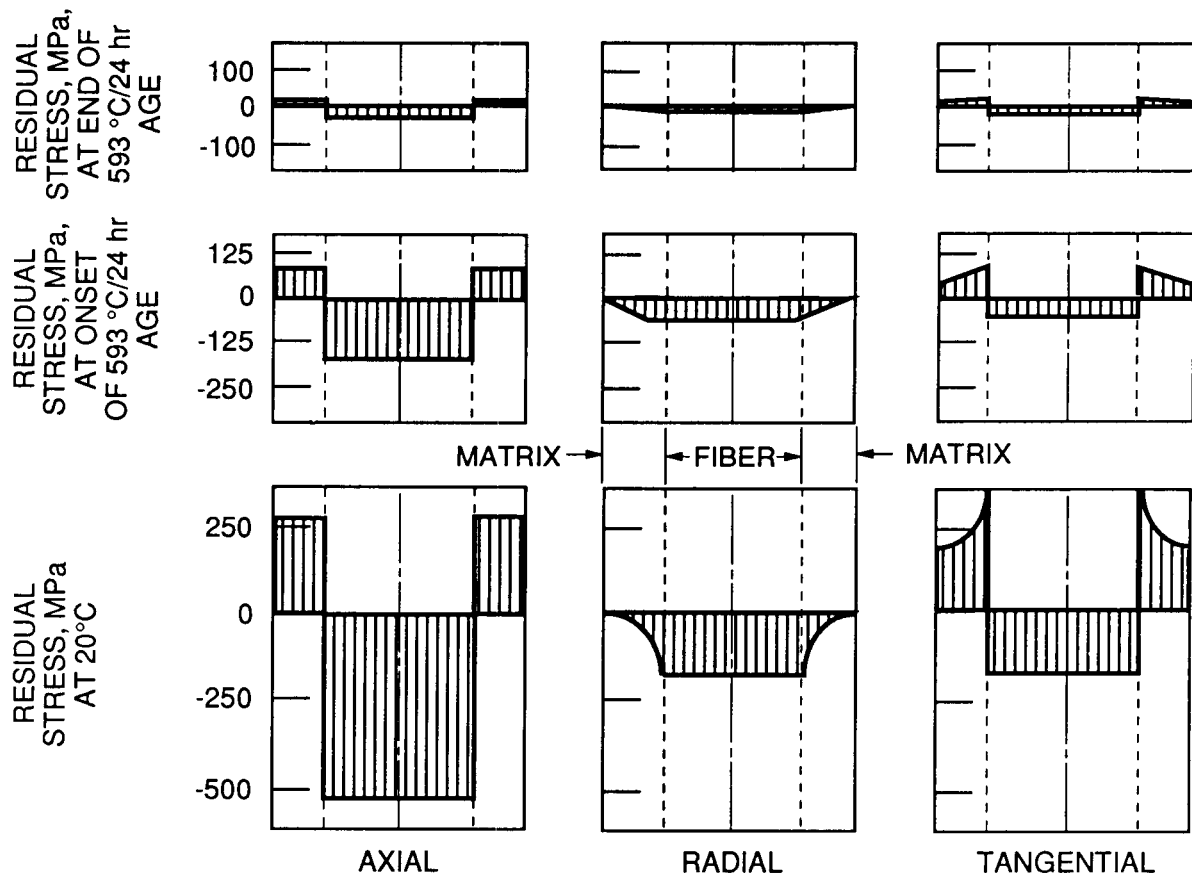 RESIDUAL
STRESS, MPa,
AT END OF
593 °C/24 hr
AGE
100
0
-100
RESIDUAL
STRESS, MPa,
AT ONSET
OF 593 °C/24 hr
AGE
125
0
-125
-250
MATRIX
FIBER
MATRIX
RESIDUAL
STRESS, MPa
AT 20°C
250
0
-250
-500
AXIAL
RADIAL
TANGENTIAL